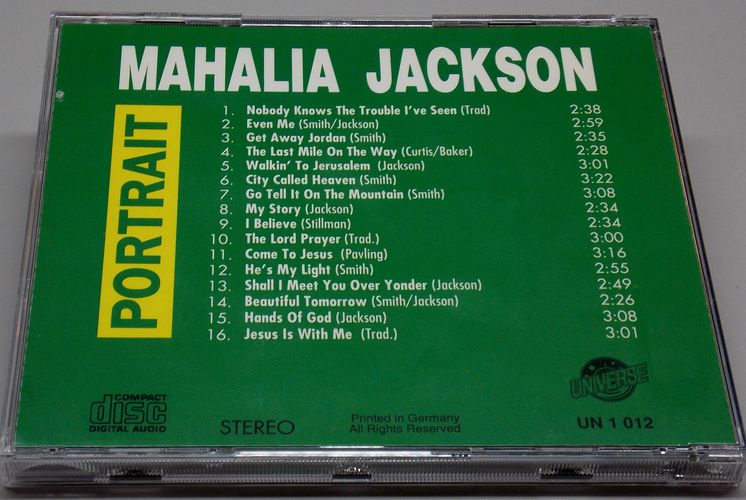 MAHALIA JACKSON
PORTRAIT
1. Nobody Knows The Trouble I've Seen (Trad) 2:38
2. Even Me (Smith/Jackson) 2:59
3. Get Away Jordan (Smith) 2:35
4. The Last Mile On The Way (Curtis/Baker) 2:28
5. Walkin' To Jerusalem (Jackson) 3:01
6. City Called Heaven (Smith) 3:22
7. Go Tell It On The Mountain (Smith) 3:08
8. My Story (Jackson) 2:34
9. I Believe (Stillman) 2:34
10. The Lord Prayer (Trad.) 3:00
11. Come To Jesus (Pavling) 3:16
12. He's My Light (Smith) 2:55
13. Shall I Meet You Over Yonder (Jackson) 2:49
14. Beautiful Tomorrow (Smith/Jackson) 2:26
15. Hands Of God (Jackson) 3:08
16. Jesus Is With Me (Trad.) 3:01
COMPACT
disc
DIGITAL AUDIO
STEREO
Printed in Germany
All Rights Reserved
UNIVERSE
UN 1 012